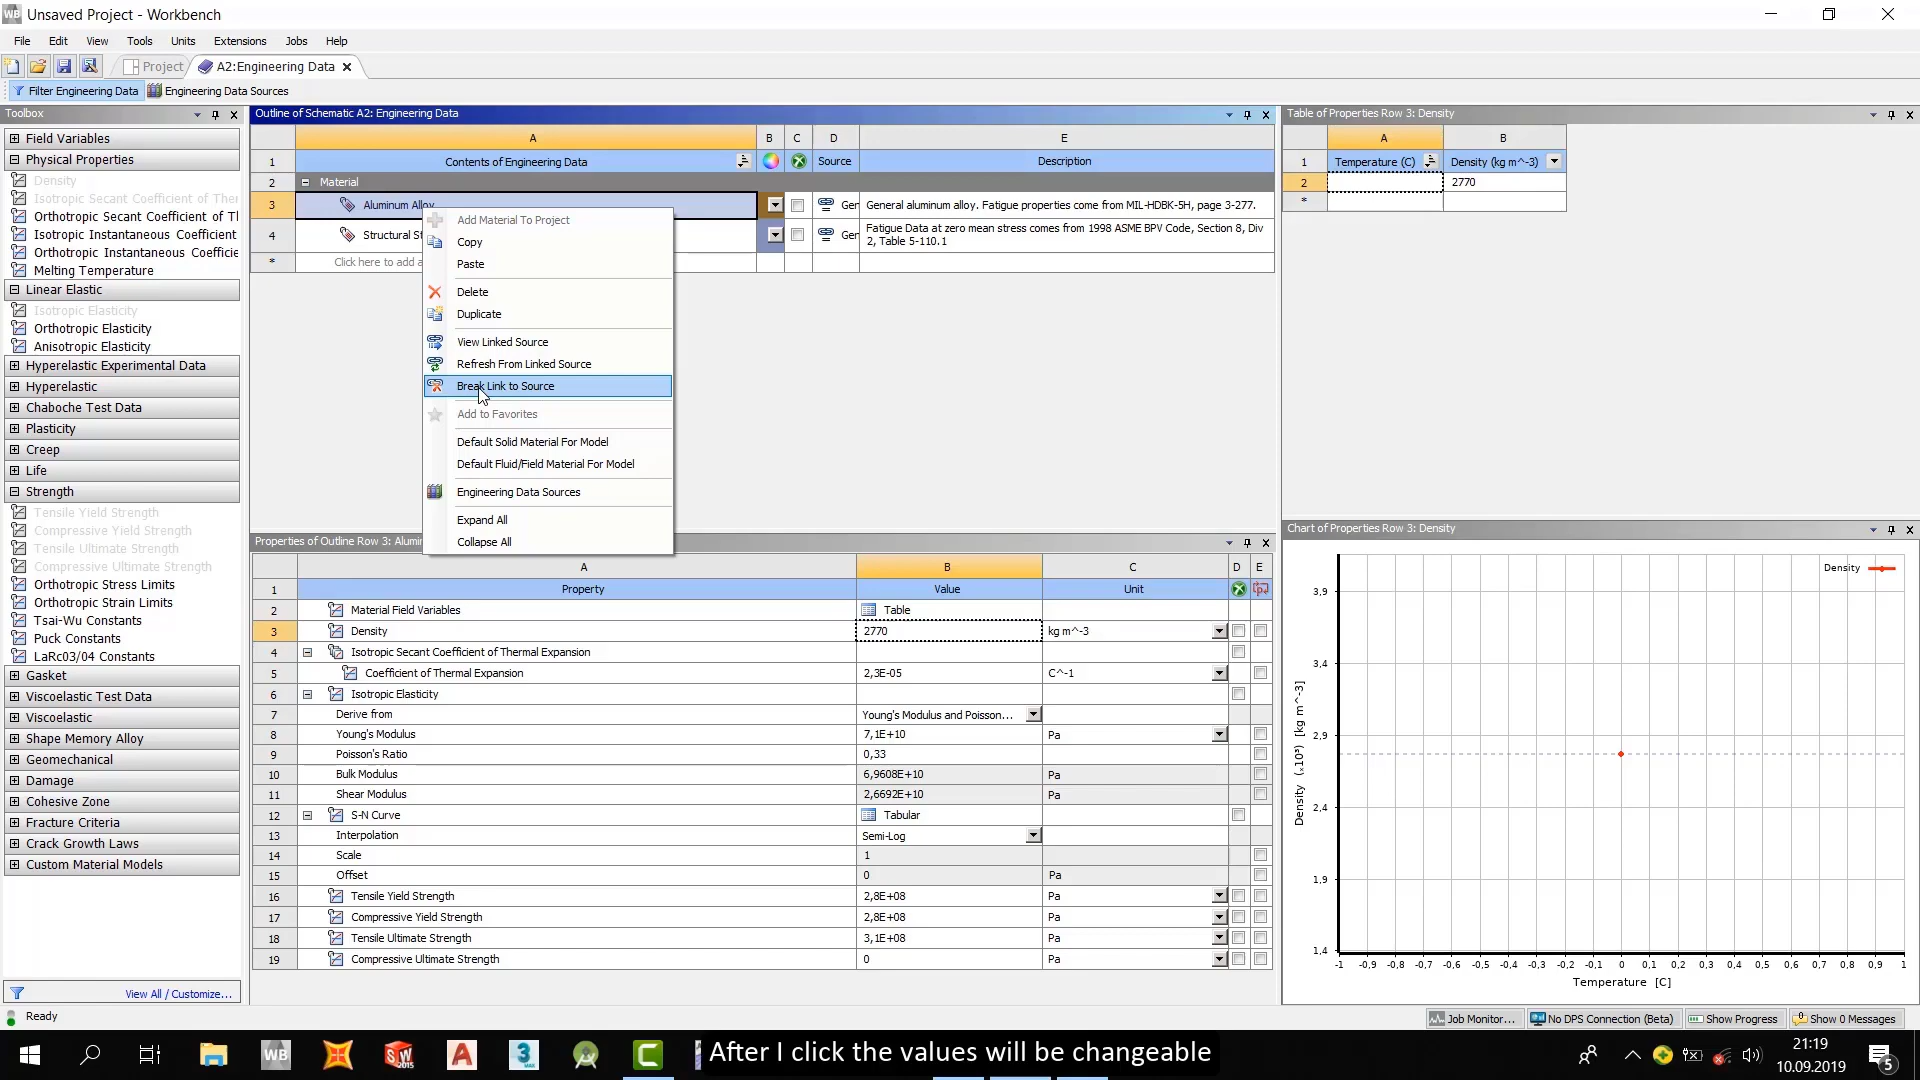 Unsaved Project - Workbench
File Edit View Tools Units Extensions Jobs Help
Project A2:Engineering Data
Filter Engineering Data Engineering Data Sources
Toolbox
Field Variables
Physical Properties
Density
Isotropic Secant Coefficient of Ther
Orthotropic Secant Coefficient of Tl
Isotropic Instantaneous Coefficient
Orthotropic Instantaneous Coefficie
Melting Temperature
Linear Elastic
Isotropic Elasticity
Orthotropic Elasticity
Anisotropic Elasticity
Hyperelastic Experimental Data
Hyperelastic
Chaboche Test Data
Plasticity
Creep
Life
Strength
Tensile Yield Strength
Compressive Yield Strength
Tensile Ultimate Strength
Compressive Ultimate Strength
Orthotropic Stress Limits
Orthotropic Strain Limits
Tsai-Wu Constants
Puck Constants
LaRc03/04 Constants
Gasket
Viscoelastic Test Data
Viscoelastic
Shape Memory Alloy
Geomechanical
Damage
Cohesive Zone
Fracture Criteria
Crack Growth Laws
Custom Material Models
View All / Customize...
Outline of Schematic A2: Engineering Data
A B C D E
1 Contents of Engineering Data Source Description
2 Material
3 Aluminum Alloy Gen General aluminum alloy. Fatigue properties come from MIL-HDBK-5H, page 3-277.
4 Structural St Gen Fatigue Data at zero mean stress comes from 1998 ASME BPV Code, Section 8, Div
2, Table 5-110.1
* Click here to add a
Add Material To Project
Copy
Paste
Delete
Duplicate
View Linked Source
Refresh From Linked Source
Break Link to Source
Add to Favorites
Default Solid Material For Model
Default Fluid/Field Material For Model
Engineering Data Sources
Expand All
Collapse All
Properties of Outline Row 3: Alumin
A B C D E
1 Property Value Unit
2 Material Field Variables Table
3 Density 2770 kg m^-3
4 Isotropic Secant Coefficient of Thermal Expansion
5 Coefficient of Thermal Expansion 2,3E-05 C^-1
6 Isotropic Elasticity
7 Derive from Young's Modulus and Poisson...
8 Young's Modulus 7,1E+10 Pa
9 Poisson's Ratio 0,33
10 Bulk Modulus 6,9608E+10 Pa
11 Shear Modulus 2,6692E+10 Pa
12 S-N Curve Tabular
13 Interpolation Semi-Log
14 Scale 1
15 Offset 0 Pa
16 Tensile Yield Strength 2,8E+08 Pa
17 Compressive Yield Strength 2,8E+08 Pa
18 Tensile Ultimate Strength 3,1E+08 Pa
19 Compressive Ultimate Strength 0 Pa
Table of Properties Row 3: Density
A B
1 Temperature (C) Density (kg m^-3)
2 2770
*
Chart of Properties Row 3: Density
Density
3,9
3,4
2,9
2,4
1,9
1,4
Density (x10³) [kg m^-3]
-1 -0,9 -0,8 -0,7 -0,6 -0,5 -0,4 -0,3 -0,2 -0,1 0 0,1 0,2 0,3 0,4 0,5 0,6 0,7 0,8 0,9 1
Temperature [C]
Ready
Job Monitor... No DPS Connection (Beta) Show Progress Show 0 Messages
After I click the values will be changeable
21:19
10.09.2019
5